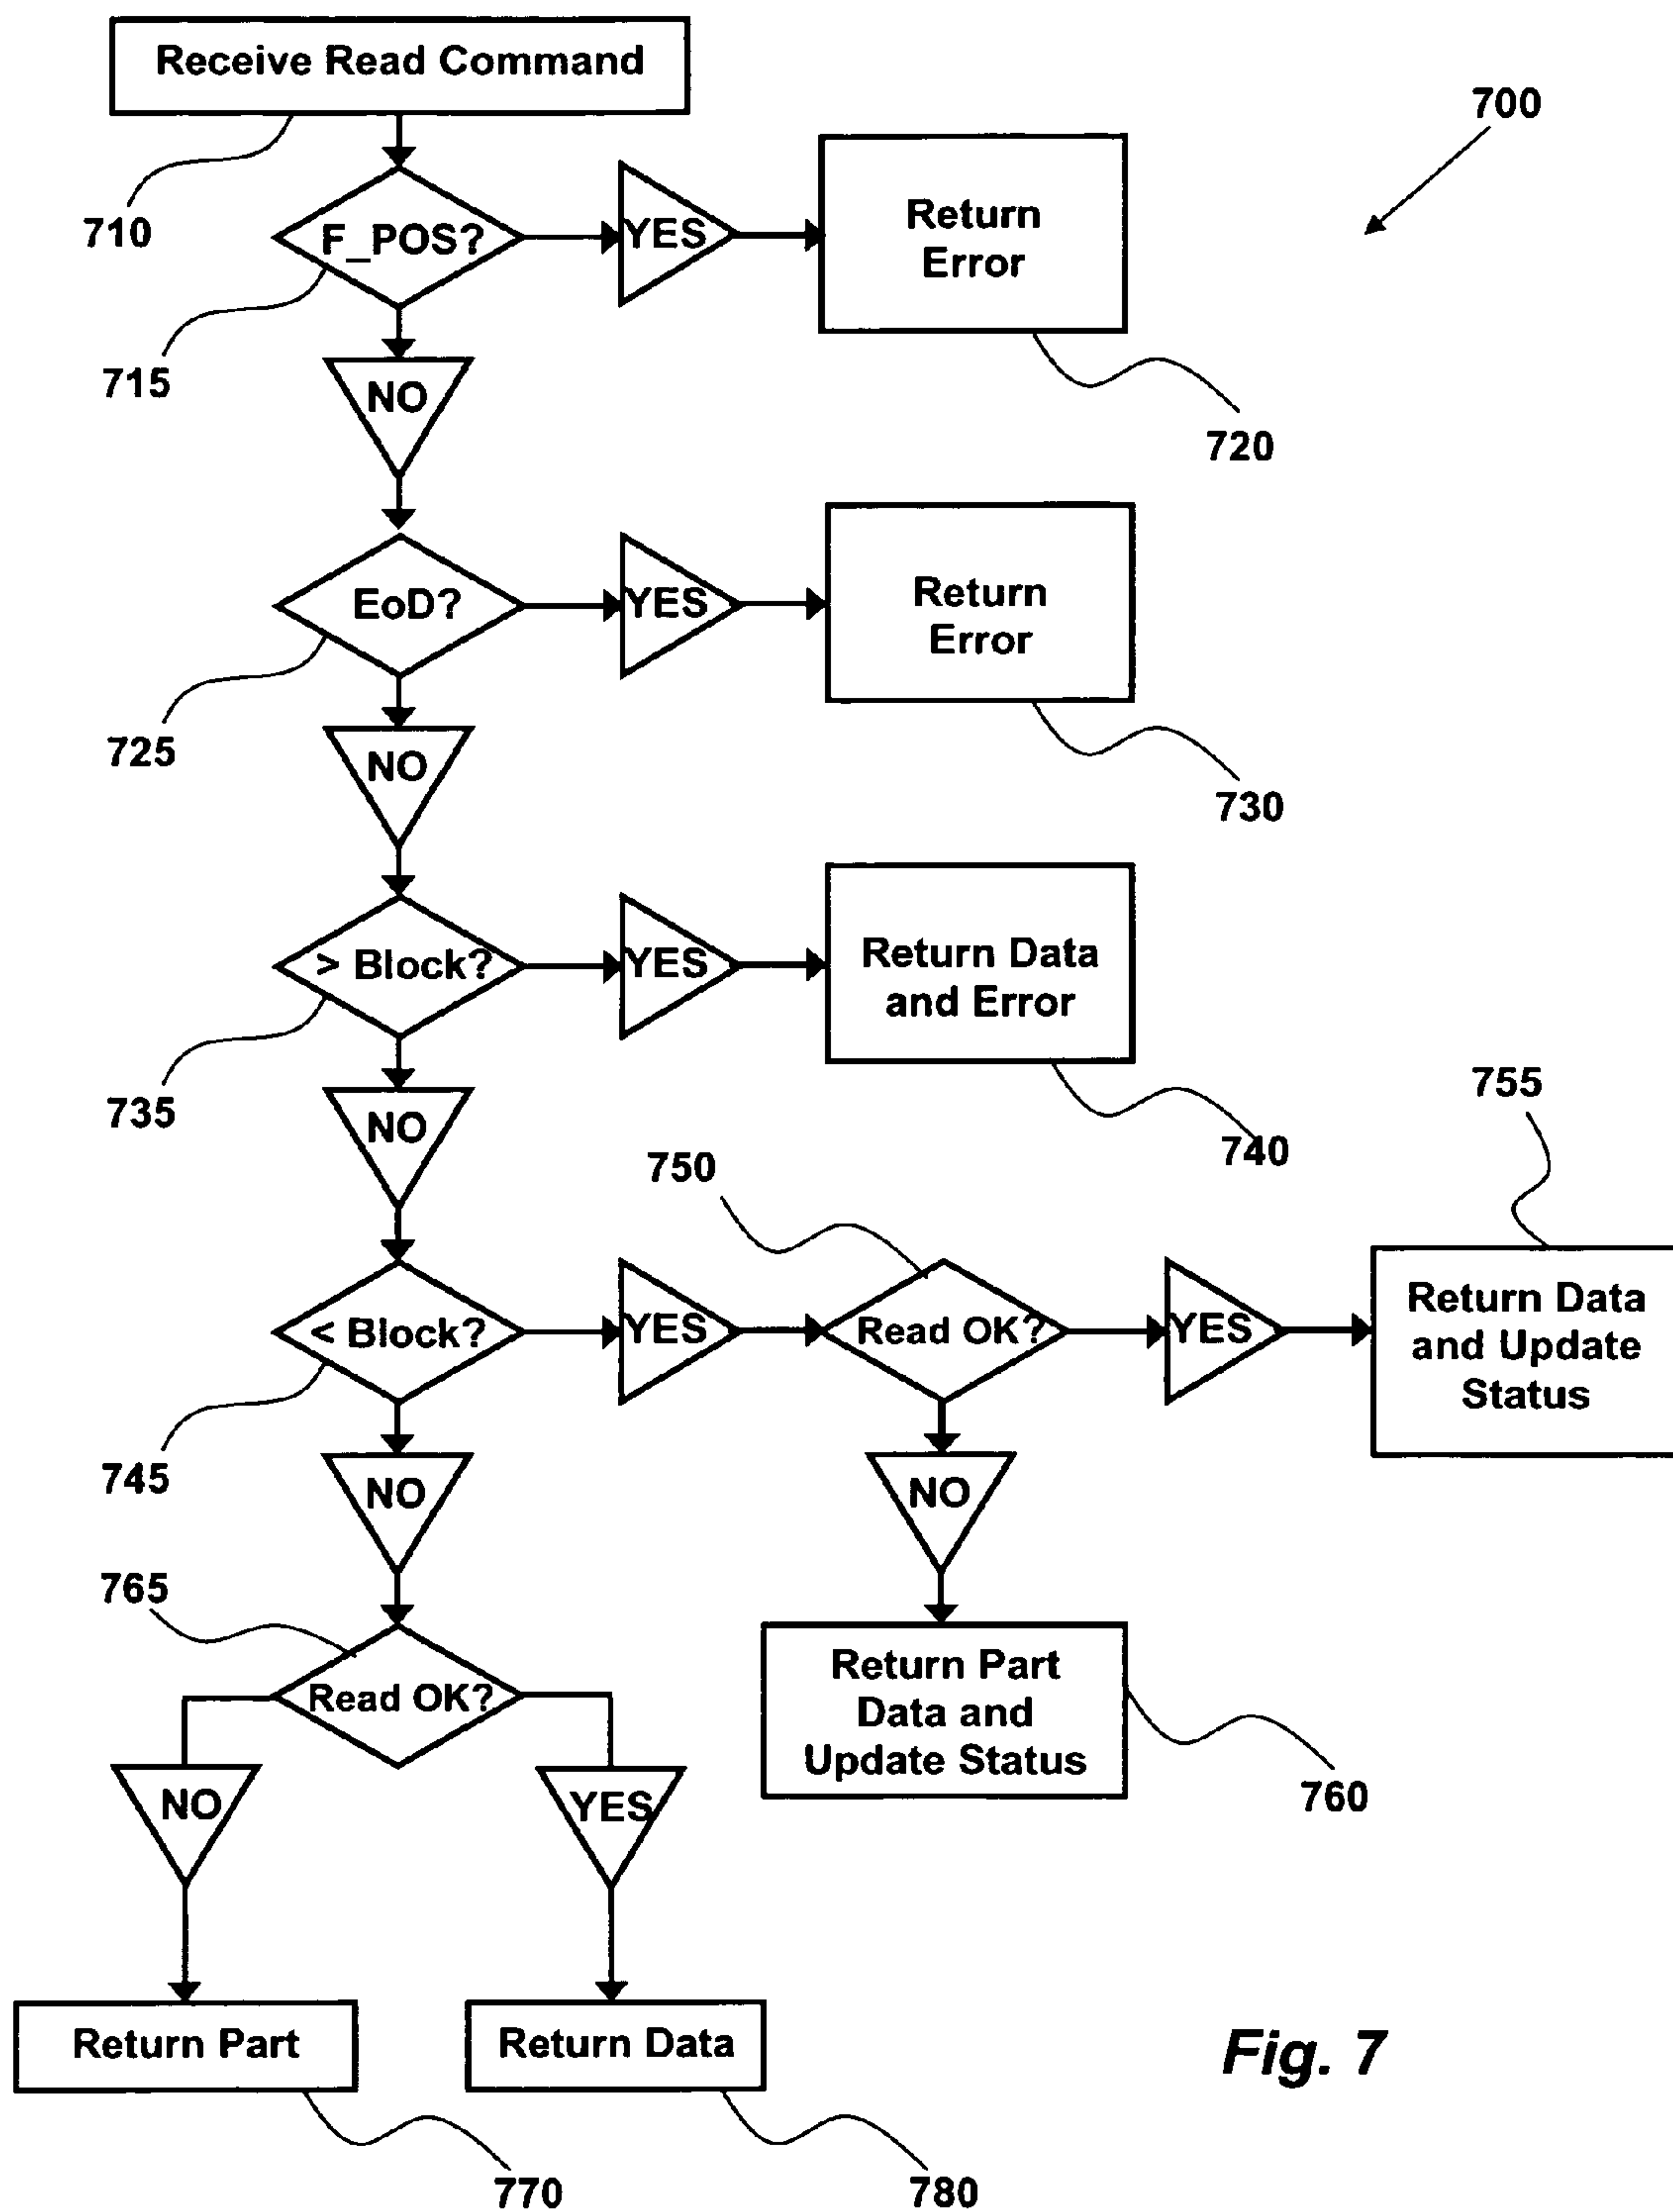 Receive Read Command
700
710
F_POS?
YES
Return
Error
715
NO
720
EoD?
YES
Return
Error
725
NO
730
> Block?
YES
Return Data
and Error
735
NO
740
750
755
< Block?
YES
Read OK?
YES
Return Data
and Update
Status
745
NO
NO
765
Read OK?
Return Part
Data and
Update Status
760
NO
YES
Return Part
Return Data
Fig. 7
770
780